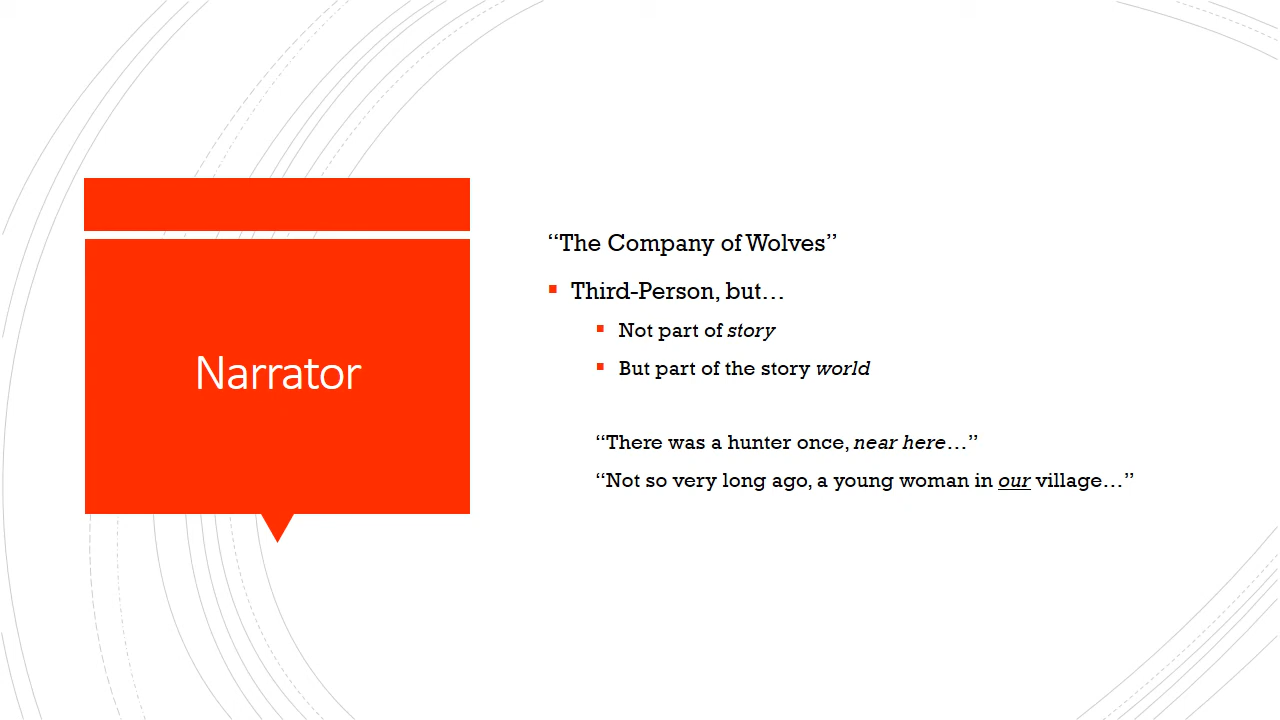 Narrator
“The Company of Wolves”
Third-Person, but…
Not part of story
But part of the story world
“There was a hunter once, near here…”
“Not so very long ago, a young woman in our village…”